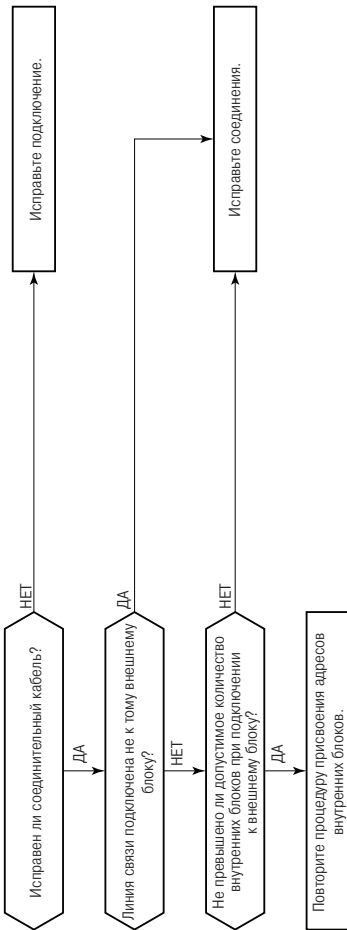 Исправен ли соединительный кабель?
НЕТ
Исправьте подключение.
ДА
Линия связи подключена не к тому внешнему
блоку?
ДА
НЕТ
Исправьте соединения.
Не превышено ли допустимое количество
внутренних блоков при подключении
к внешнему блоку?
НЕТ
ДА
Повторите процедуру присвоения адресов
внутренних блоков.